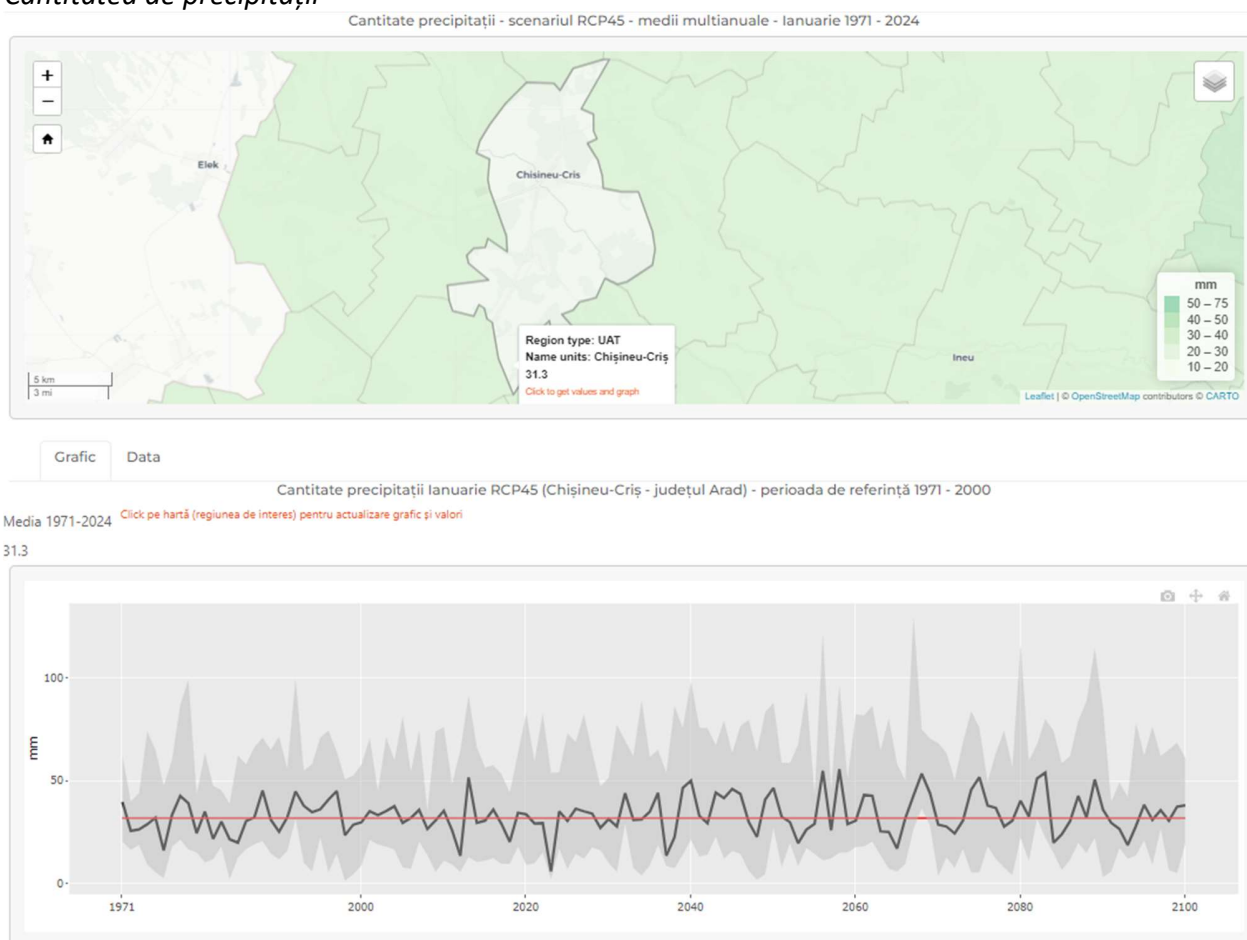 Cantitatea de precipitații
Cantitate precipitații - scenariul RCP45 - medii multianuale - Ianuarie 1971 - 2024
+
−
Elek
Chisineu-Cris
Region type: UAT
Name units: Chișineu-Criș
31.3
Click to get values and graph
Ineu
mm
50 – 75
40 – 50
30 – 40
20 – 30
10 – 20
5 km
3 mi
Leaflet | © OpenStreetMap contributors © CARTO
Grafic Data
Cantitate precipitații Ianuarie RCP45 (Chișineu-Criș - județul Arad) - perioada de referință 1971 - 2000
Media 1971-2024 Click pe hartă (regiunea de interes) pentru actualizare grafic și valori
31.3
mm
100
50
0
1971 2000 2020 2040 2060 2080 2100